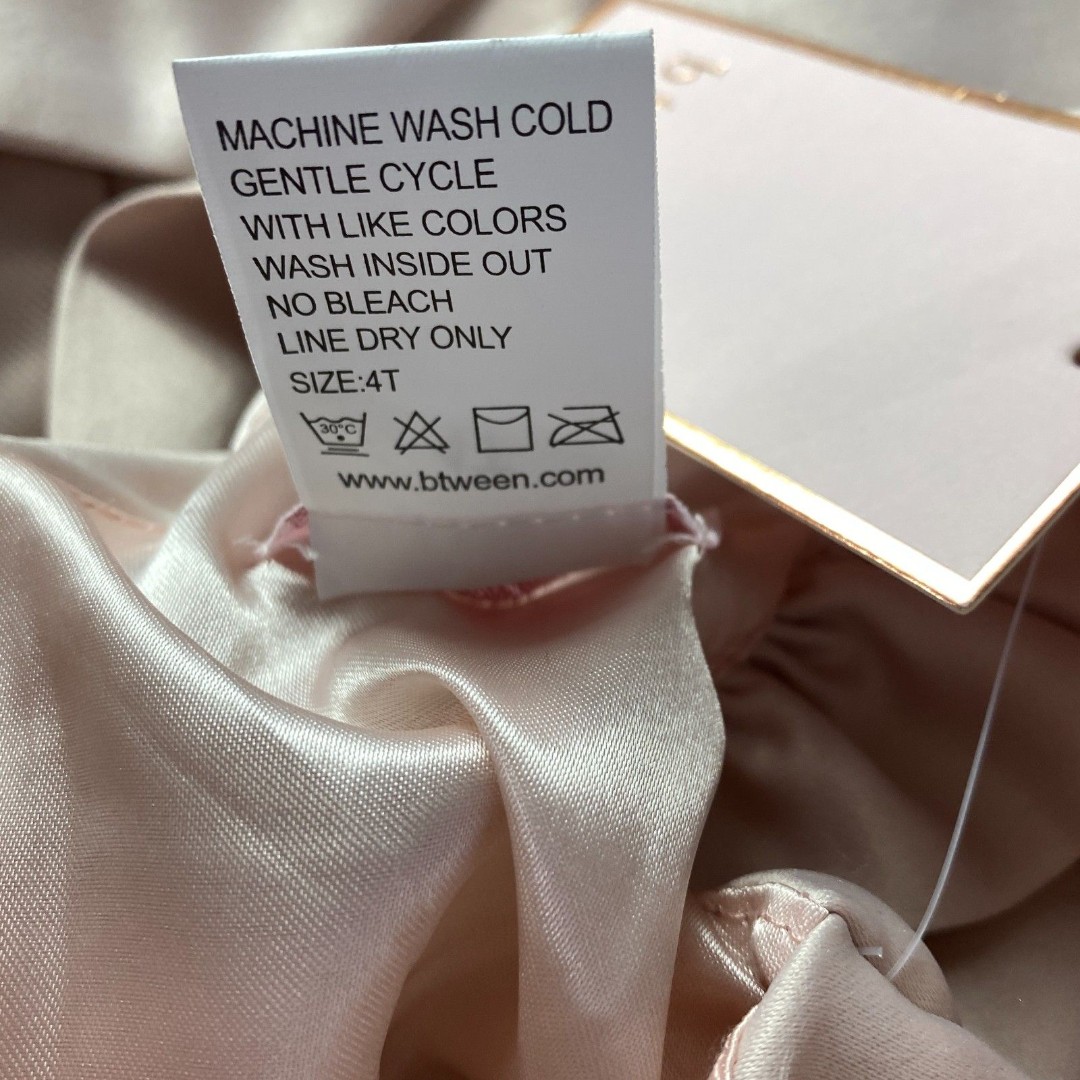 MACHINE WASH COLD
GENTLE CYCLE
WITH LIKE COLORS
WASH INSIDE OUT
NO BLEACH
LINE DRY ONLY
SIZE:4T
30°C
www.btween.com